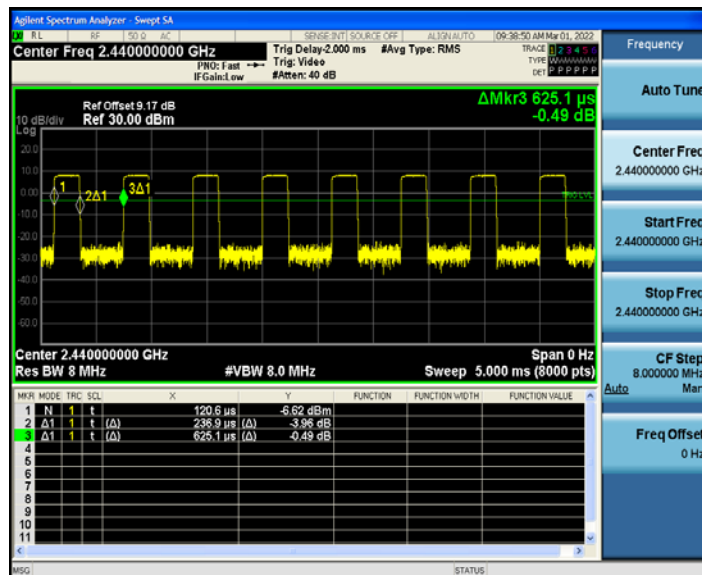 Agilent Spectrum Analyzer - Swept SA
RL RF 50 Ω AC SENSE:INT SOURCE OFF ALIGN AUTO 09:38:50 AM Mar 01, 2022
Center Freq 2.440000000 GHz
PNO: Fast
IFGain:Low
Trig Delay-2.000 ms
Trig: Video
#Atten: 40 dB
#Avg Type: RMS
TRACE 1 2 3 4 5 6
TYPE WWWWWW
DET P P P P P P
Ref Offset 9.17 dB
10 dB/div Ref 30.00 dBm
Log
ΔMkr3 625.1 µs
-0.49 dB
20.0
10.0
0.00
-10.0
-20.0
-30.0
-40.0
-50.0
-60.0
1
2Δ1
3Δ1
TRIG LVL
Center 2.440000000 GHz Span 0 Hz
Res BW 8 MHz #VBW 8.0 MHz Sweep 5.000 ms (8000 pts)
MKR MODE TRC SCL X Y FUNCTION FUNCTION WIDTH FUNCTION VALUE
1 N 1 t 120.6 µs -6.62 dBm
2 Δ1 1 t (Δ) 236.9 µs (Δ) -3.96 dB
3 Δ1 1 t (Δ) 625.1 µs (Δ) -0.49 dB
4
5
6
7
8
9
10
11
MSG STATUS
Frequency
Auto Tune
Center Freq
2.440000000 GHz
Start Freq
2.440000000 GHz
Stop Freq
2.440000000 GHz
CF Step
8.000000 MHz
Auto Man
Freq Offset
0 Hz